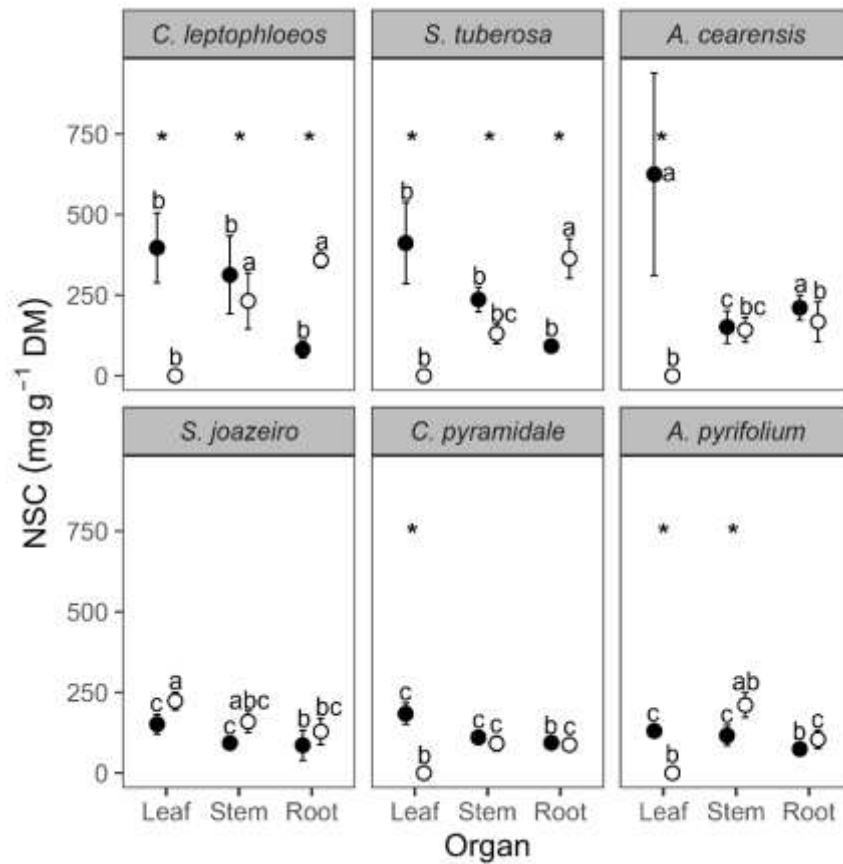 C. leptophloeos S. tuberosa A. cearensis
* * * * * * *
750
b b a
500
b a a b a
250
b bc c bc a b
b b b b b
0
S. joazeiro C. pyramidale A. pyrifolium
* * *
750
500
a abc ab
250
c c b bc c c c b c c c b c
b b
0
Leaf Stem Root Leaf Stem Root Leaf Stem Root
Organ
NSC (mg g⁻¹ DM)